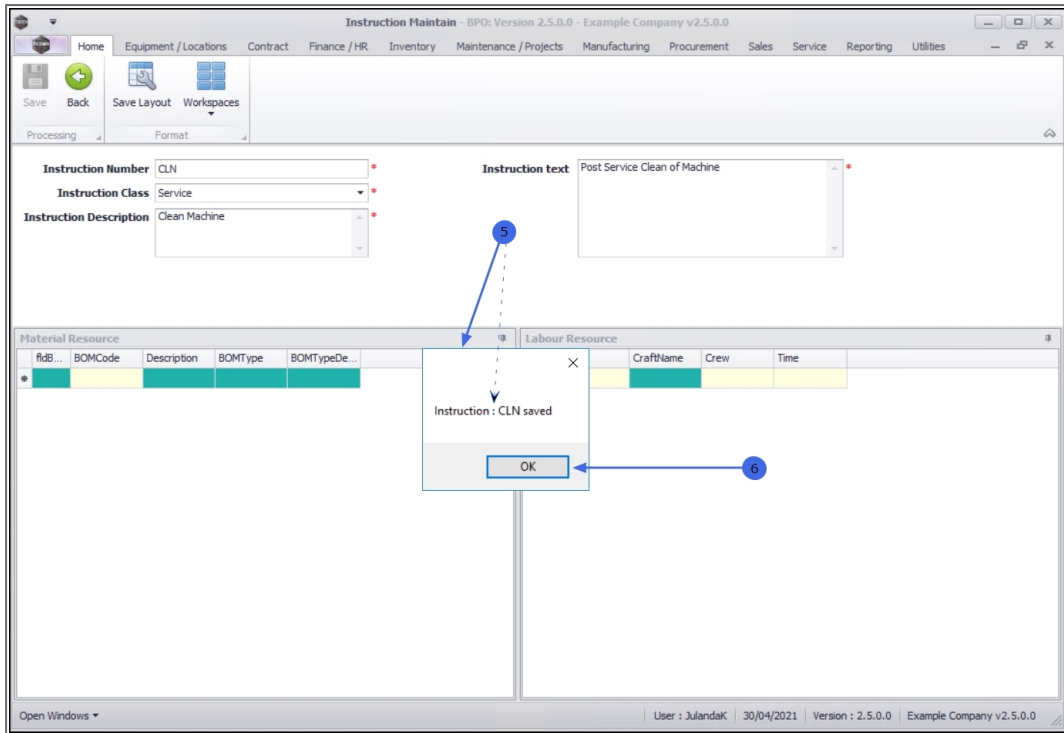 Instruction Maintain - BPO: Version 2.5.0.0 - Example Company v2.5.0.0
Home Equipment / Locations Contract Finance / HR Inventory Maintenance / Projects Manufacturing Procurement Sales Service Reporting Utilities
Save Back Save Layout Workspaces
Processing Format
Instruction Number CLN * Instruction text Post Service Clean of Machine *
Instruction Class Service *
Instruction Description Clean Machine *
5
Material Resource Labour Resource
fldB... BOMCode Description BOMType BOMTypeDe... CraftName Crew Time
Instruction : CLN saved
OK
6
Open Windows User : JulandaK 30/04/2021 Version : 2.5.0.0 Example Company v2.5.0.0